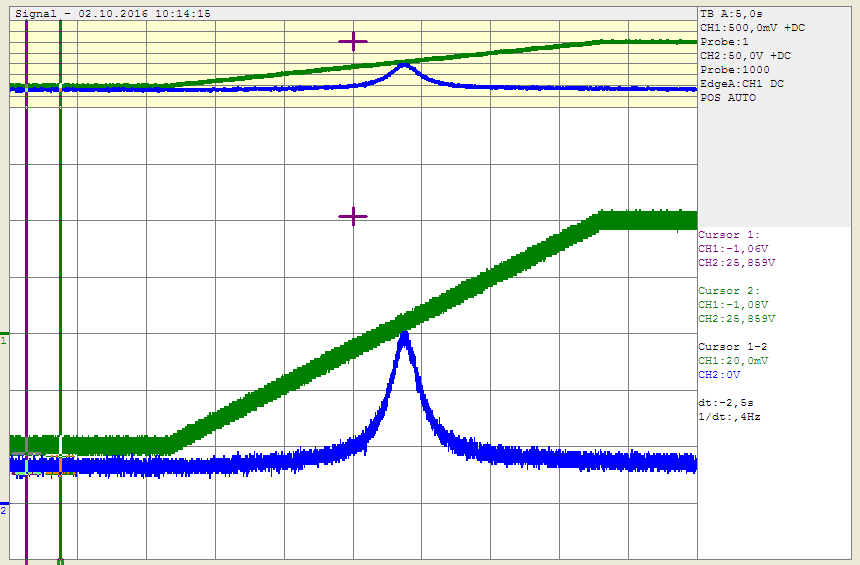 Signal - 02.10.2016 10:14:15
TB A:5,0s
CH1:500,0mV +DC
Probe:1
CH2:50,0V +DC
Probe:1000
EdgeA:CH1 DC
POS AUTO
Cursor 1:
CH1:-1,06V
CH2:25,859V
Cursor 2:
CH1:-1,08V
CH2:25,859V
Cursor 1-2
CH1:20,0mV
CH2:0V
dt:-2,5s
1/dt:,4Hz
1
2